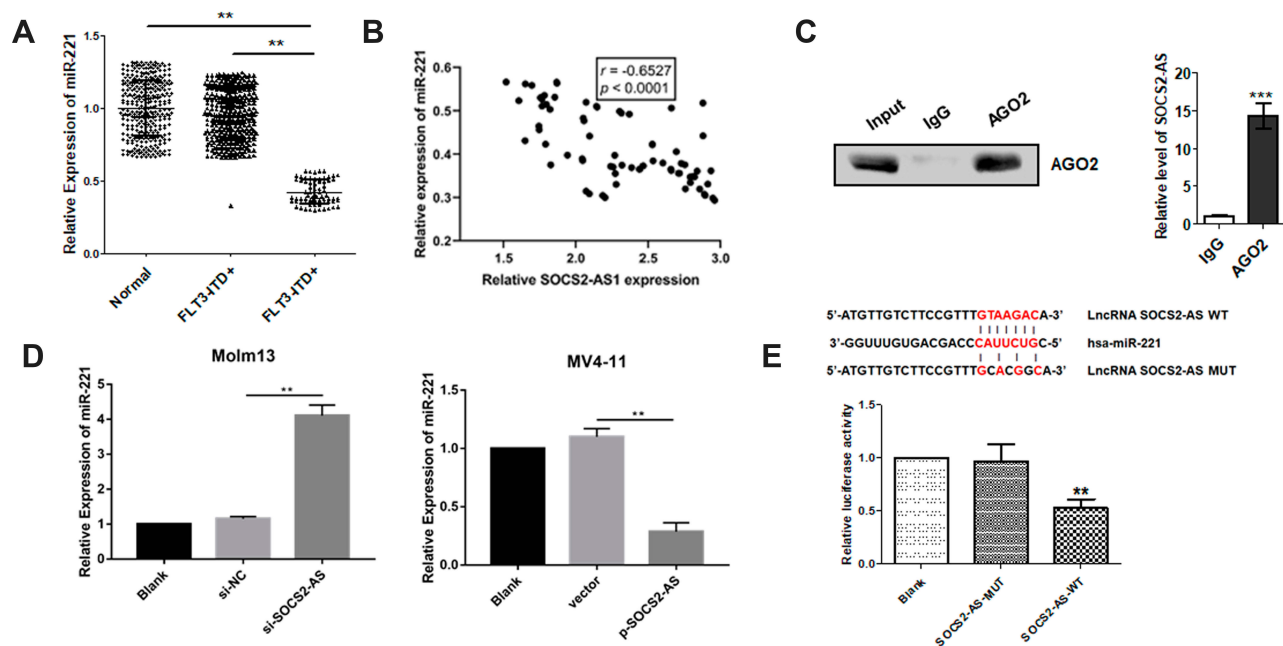 A
**
**
Relative Expression of miR-221
1.5
1.0
0.5
0.0
Normal
FLT3-ITD+
FLT3-ITD+
B
r = -0.6527
p < 0.0001
Relative expression of miR-221
0.6
0.5
0.4
0.3
0.2
1.5
2.0
2.5
3.0
Relative SOCS2-AS1 expression
C
Input
IgG
AGO2
AGO2
Relative level of SOCS2-AS
20
15
10
5
0
***
IgG
AGO2
D
Molm13
Relative Expression of miR-221
5
4
3
2
1
0
**
Blank
si-NC
si-SOCS2-AS
MV4-11
Relative Expression of miR-221
1.5
1.0
0.5
0.0
**
Blank
vector
p-SOCS2-AS
E
5'-ATGTTGTCTTCCGTTTGTAAGACA-3' LncRNA SOCS2-AS WT
3'-GGUUUGUGACGACCCAUUCUGC-5' hsa-miR-221
5'-ATGTTGTCTTCCGTTTGCACGGCA-3' LncRNA SOCS2-AS MUT
Relative luciferase activity
1.5
1.0
0.5
0.0
**
Blank
SOCS2-AS-MUT
SOCS2-AS-WT